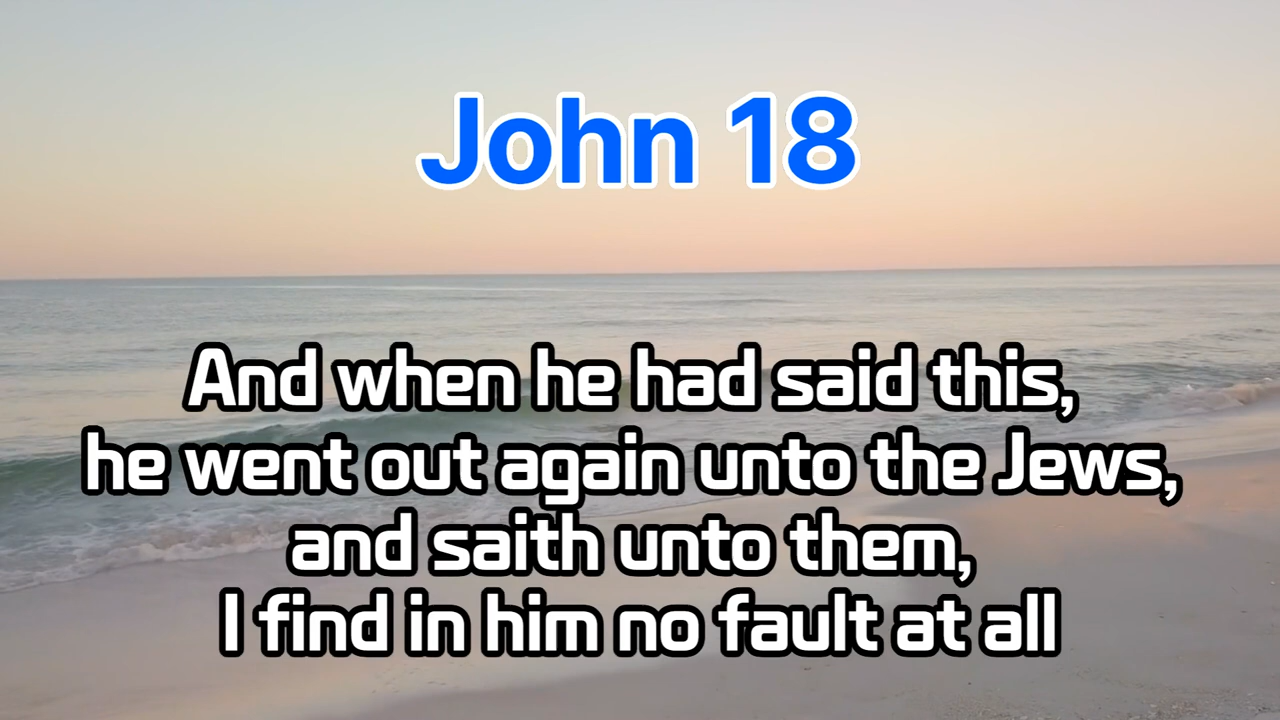 John 18
And when he had said this,
he went out again unto the Jews,
and saith unto them,
I find in him no fault at all